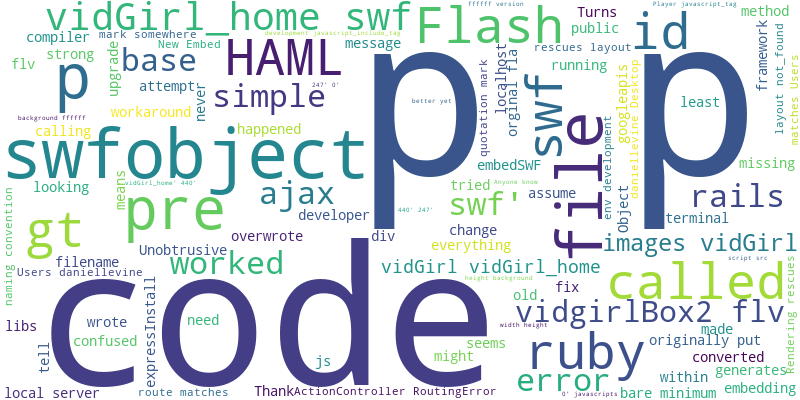 vidGirl_home swf
Flash
ffffff version
Player javascript_tag
Turns
method
compiler
mark somewhere
development javascript_include_tag
New Embed
message
public
id
rescues layout
strong
base
HAML
flv
upgrade
attempt
247' 0'
running
framework
layout not_found
matches Users
p
p
p
simple
never
better yet
localhost
orginal fla
quotation mark
swf
file
googleapis
daniellevine Desktop
least
background ffffff
workaround
calling
happened
swfobject
embedSWF
env development
missing
looking
vidGirl_home' 440'
means
pre
ajax
tried
Anyone know
assume
Object
rails
swf'
440' 247'
developer
terminal
naming convention
gt
Unobtrusive
overwrote
div
change
everything
images vidGirl
script src
filename
worked
vidGirl vidGirl_home
Users daniellevine
height background
old
fix
called
Rendering rescues
code
expressInstall
libs
wrote
need
seems
width height
vidgirlBox2 flv
made
tell
confused
js
might
ruby
originally put
converted
generates
within
error
local server
route matches
Thank
ActionController RoutingError
0' javascripts
bare minimum
embedding